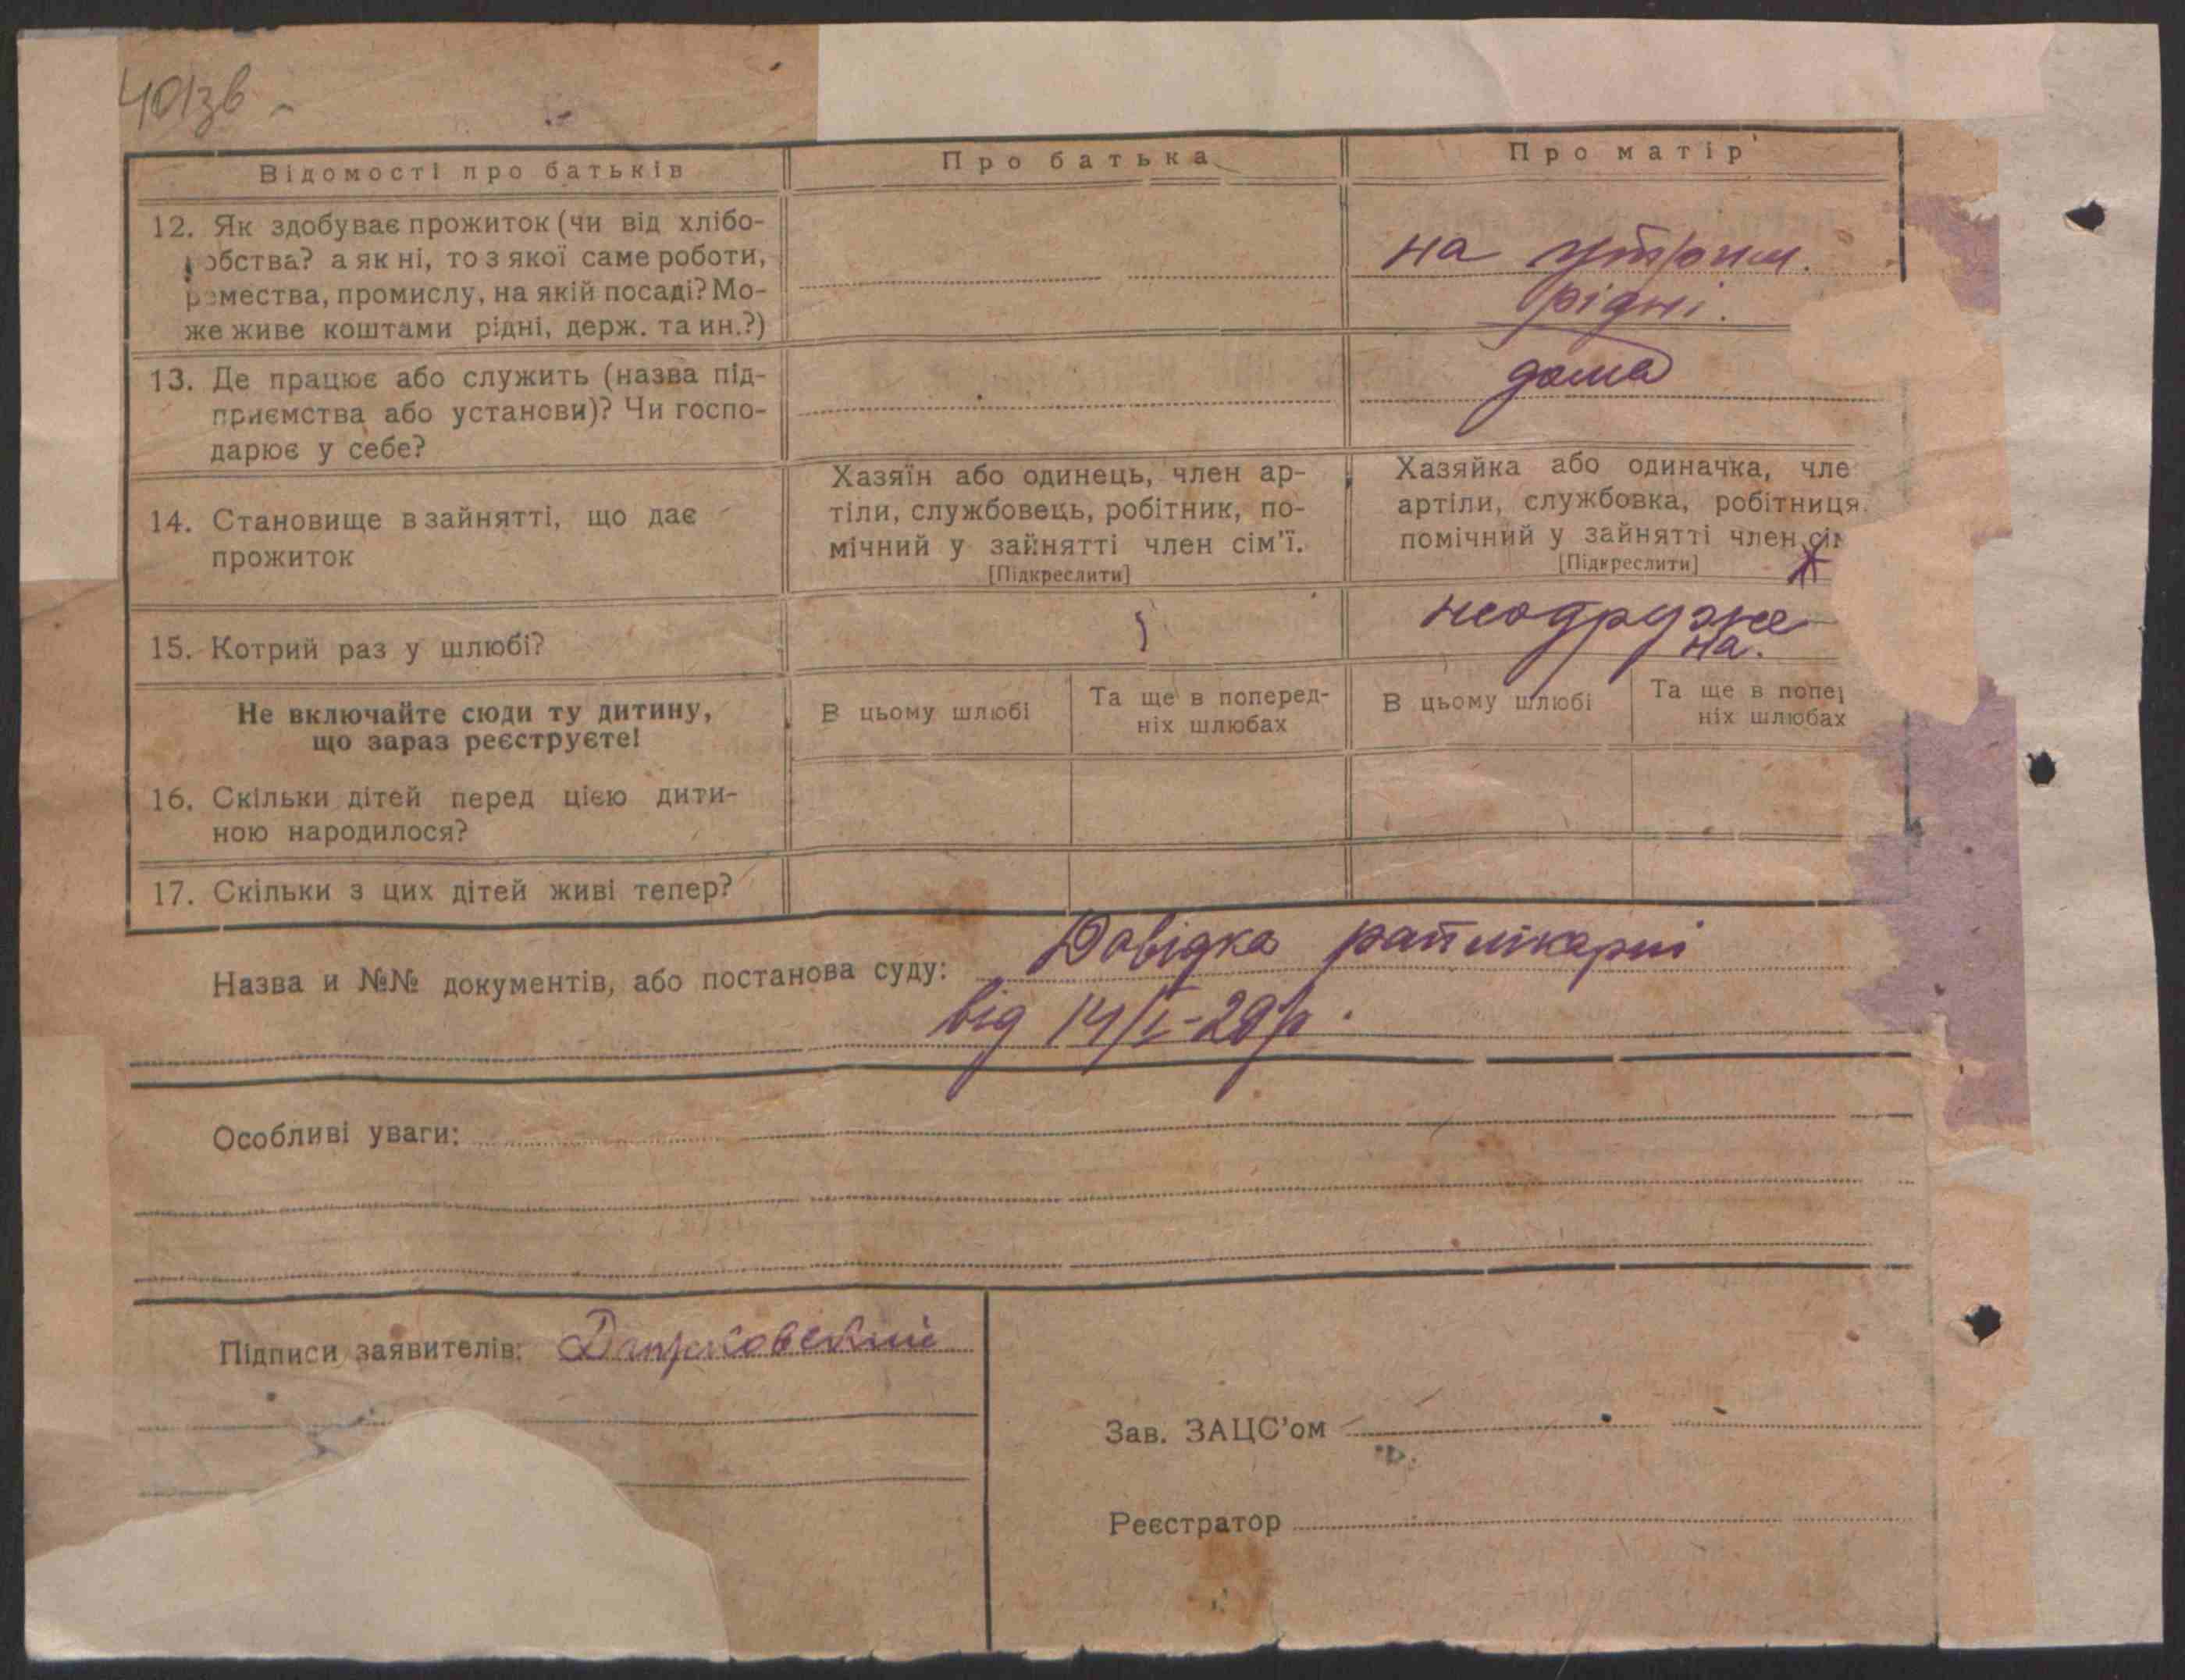 401зв
Відомості про батьків
Про батька
Про матір
12. Як здобуває прожиток (чи від хлібо-
обства? а як ні, то з якої саме роботи,
ремества, промислу, на якій посаді? Мо-
же живе коштами рідні, держ. та ин.?)
на утрим.
рідні.
13. Де працює або служить (назва під-
приємства або установи)? Чи госпо-
дарює у себе?
дома
14. Становище в зайнятті, що дає
прожиток
Хазяїн або одинець, член ар-
тіли, службовець, робітник, по-
мічний у зайнятті член сім'ї.
[Підкреслити]
Хазяйка або одиначка, чле
артіли, службовка, робітниця,
помічний у зайнятті член сім
[Підкреслити]
15. Котрий раз у шлюбі?
неодруже
на.
Не включайте сюди ту дитину,
що зараз реєструєте!
В цьому шлюбі
Та ще в поперед-
ніх шлюбах
В цьому шлюбі
Та ще в попе
ніх шлюбах
16. Скільки дітей перед цією дити-
ною народилося?
17. Скільки з цих дітей живі тепер?
Назва и №№ документів, або постанова суду: Довідка райлікарні
від 14/I-29р.
Особливі уваги:
Підписи заявителів:
Зав. ЗАЦС'ом
Реєстратор